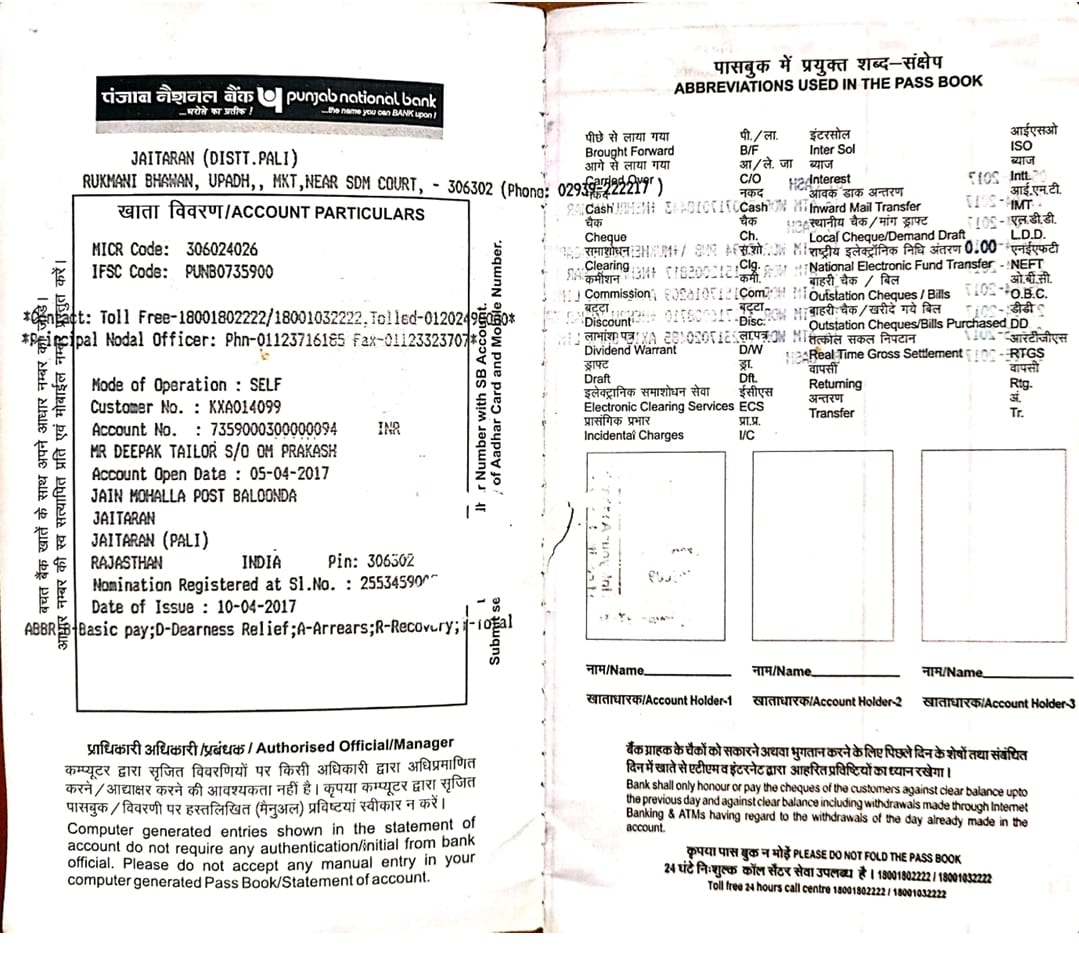 पंजाब नैशनल बैंक punjab national bank
...भरोसे का प्रतीक ! ...the name you can BANK upon !
JAITARAN (DISTT.PALI)
RUKMANI BHAWAN, UPADH,, MKT,NEAR SDM COURT, - 306302 (Phone: 02939-222217 )
खाता विवरण/ACCOUNT PARTICULARS
MICR Code: 306024026
IFSC Code: PUNB0735900
Toll Free-18001802222/18001032222,Tolled-0120249
Nodal Officer: Phn-01123716185 Fax-01123323707*
Mode of Operation : SELF
Customer No. : KXA014099
Account No. : 7359000300000094 INR
MR DEEPAK TAILOR S/O OM PRAKASH
Account Open Date : 05-04-2017
JAIN MOHALLA POST BALOONDA
JAITARAN
JAITARAN (PALI)
RAJASTHAN INDIA Pin: 306302
Nomination Registered at Sl.No. : 25534590
Date of Issue : 10-04-2017
Basic pay;D-Dearness Relief;A-Arrears;R-Recovery;
बचत बैंक खातें के साथ अपने आधार नम्बर
नम्बर की स्व सत्यापित प्रति एवं मोबाईल नम्बर प्रस्तुत करें।
Number with SB Account.
of Aadhar Card and Mobile Number.
प्राधिकारी अधिकारी /प्रबंधक / Authorised Official/Manager
कम्प्यूटर द्वारा सृजित विवरणियों पर किसी अधिकारी द्वारा अधिप्रमाणित
करने/आद्याक्षर करने की आवश्यकता नहीं है। कृपया कम्प्यूटर द्वारा सृजित
पासबुक/विवरणी पर हस्तलिखित (मैनुअल) प्रविष्टयां स्वीकार न करें।
Computer generated entries shown in the statement of
account do not require any authentication/initial from bank
official. Please do not accept any manual entry in your
computer generated Pass Book/Statement of account.
पासबुक में प्रयुक्त शब्द–संक्षेप
ABBREVIATIONS USED IN THE PASS BOOK
पीछे से लाया गया पी./ला. इंटरसोल आईएसओ
Brought Forward B/F Inter Sol ISO
आगे से लाया गया आ/ले. जा ब्याज ब्याज
Carried Over C/O Interest Intt.
नकद नकद आवक डाक अन्तरण आई.एम.टी.
Cash Cash Inward Mail Transfer IMT
चैक चैक स्थानीय चैक/मांग ड्राफ्ट एल.डी.डी.
Cheque Ch. Local Cheque/Demand Draft L.D.D.
समाशोधन स.शो राष्ट्रीय इलेक्ट्रॉनिक निधि अंतरण 0.00 एनईएफटी
Clearing Clg. National Electronic Fund Transfer NEFT
कमीशन कमी. बाहरी चैक / बिल ओ.बी.सी.
Commission Com. Outstation Cheques / Bills O.B.C.
बट्टा बट्टा बाहरी चैक/खरीदे गये बिल डीडी
Discount Disc. Outstation Cheques/Bills Purchased DD
लाभांश पत्र ला.पत्र तत्काल सकल निपटान आरटीजीएस
Dividend Warrant D/W Real Time Gross Settlement RTGS
ड्राफ्ट ड्रा. वापसी वापसी
Draft Dft. Returning Rtg.
इलेक्ट्रानिक समाशोधन सेवा ईसीएस अन्तरण अं.
Electronic Clearing Services ECS Transfer Tr.
प्रासंगिक प्रभार प्रा.प्र.
Incidental Charges I/C
नाम/Name नाम/Name नाम/Name
खाताधारक/Account Holder-1 खाताधारक/Account Holder-2 खाताधारक/Account Holder-3
बैंक ग्राहक के चैकों को सकारने अथवा भुगतान करने के लिए पिछले दिन के शेषों तथा संबंधित
दिन में खाते से एटीएम व इंटरनेट द्वारा आहरित प्रविष्टियों का ध्यान रखेगा।
Bank shall only honour or pay the cheques of the customers against clear balance upto
the previous day and against clear balance including withdrawals made through Internet
Banking & ATMs having regard to the withdrawals of the day already made in the
account.
कृपया पास बुक न मोड़ें PLEASE DO NOT FOLD THE PASS BOOK
24 घंटे निःशुल्क कॉल सेंटर सेवा उपलब्ध है । 18001802222 / 18001032222
Toll free 24 hours call centre 18001802222 / 18001032222